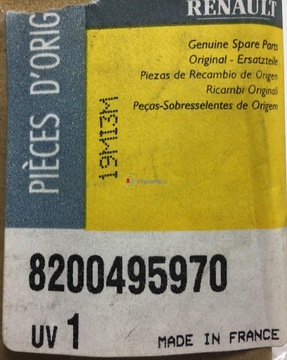 RENAULT
PIÈCES D'ORIG
Genuine Spare Parts
Original - Ersatzteile
Piezas de Recambio de Origen
Ricambi Originali
Peças-Sobresselentes de Origem
19M13M
8200495970
UV 1
MADE IN FRANCE